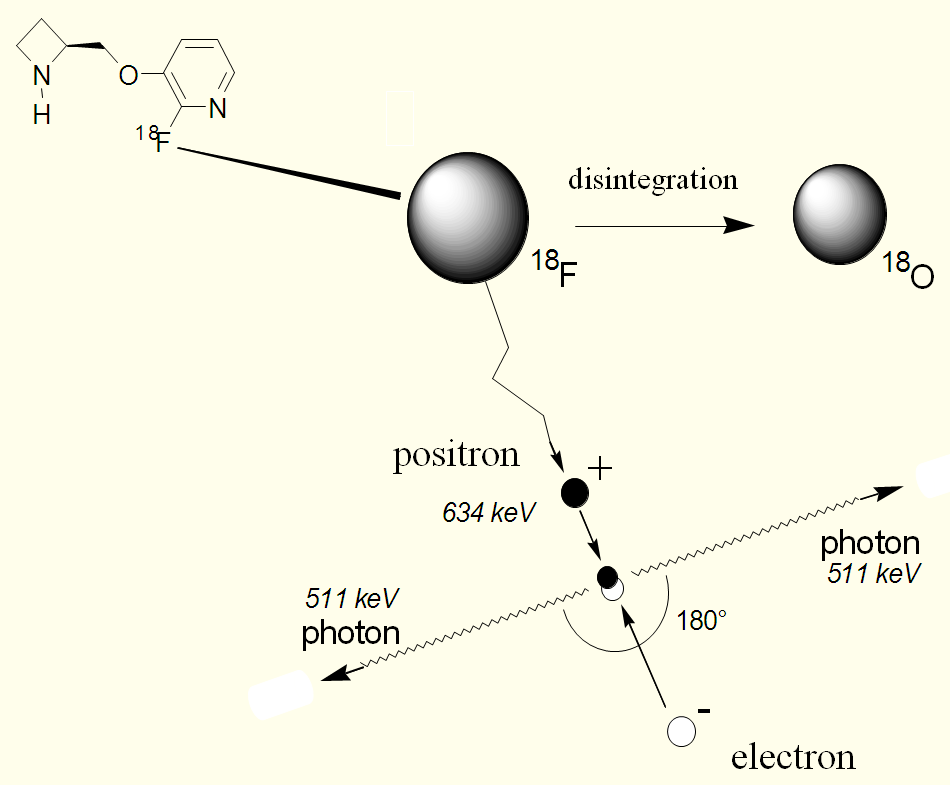 N
H
O
N
18F
disintegration
18F
18O
positron
+
634 keV
photon
511 keV
511 keV
photon
180°
-
electron